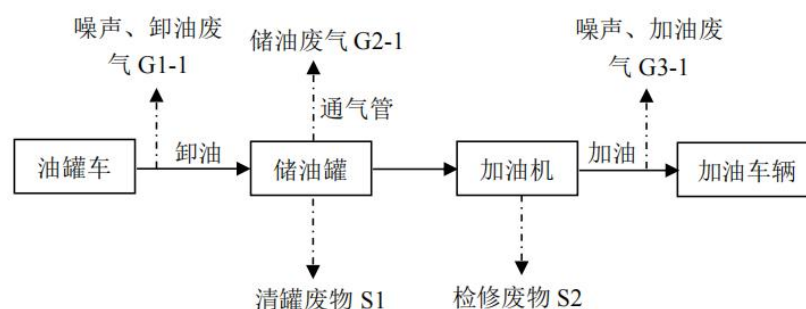 噪声、卸油废
气 G1-1
储油废气 G2-1
噪声、加油废
气 G3-1
通气管
油罐车
卸油
储油罐
加油机
加油
加油车辆
清罐废物 S1
检修废物 S2